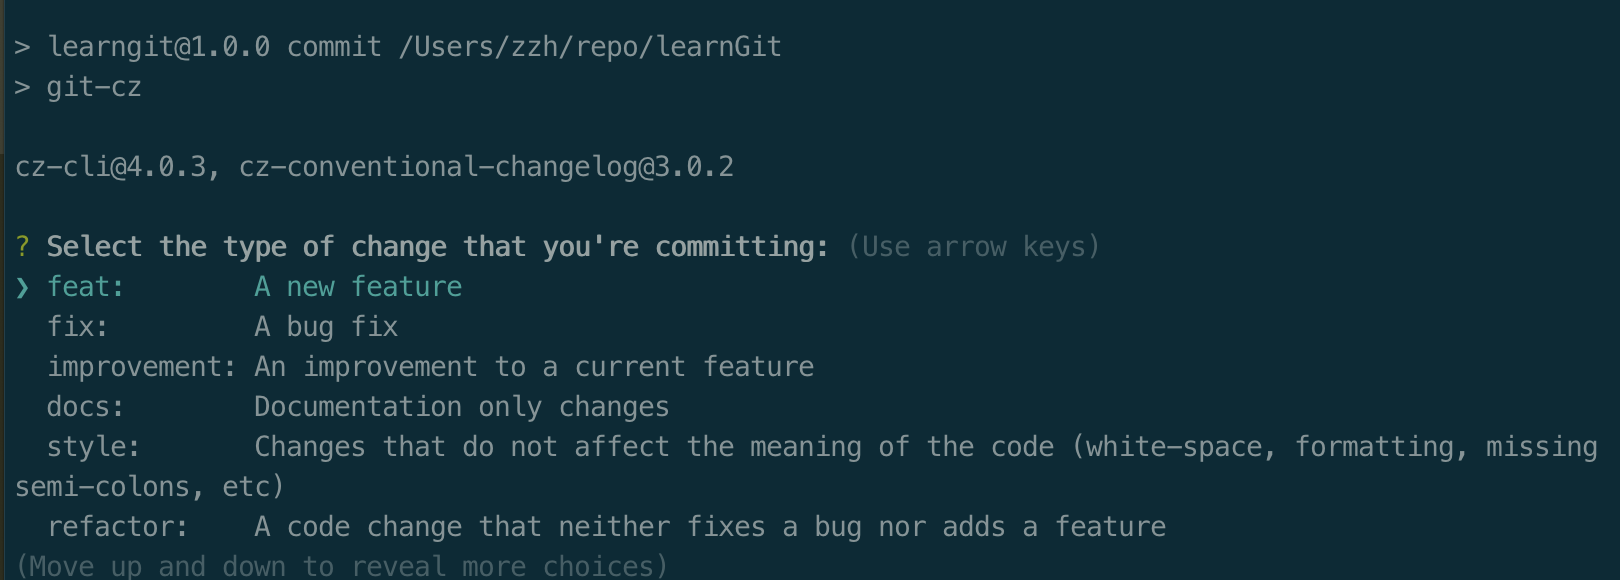 > learngit@1.0.0 commit /Users/zzh/repo/learnGit
> git-cz
cz-cli@4.0.3, cz-conventional-changelog@3.0.2
? Select the type of change that you're committing: (Use arrow keys)
❯ feat:        A new feature
  fix:         A bug fix
  improvement: An improvement to a current feature
  docs:        Documentation only changes
  style:       Changes that do not affect the meaning of the code (white-space, formatting, missing
semi-colons, etc)
  refactor:    A code change that neither fixes a bug nor adds a feature
(Move up and down to reveal more choices)